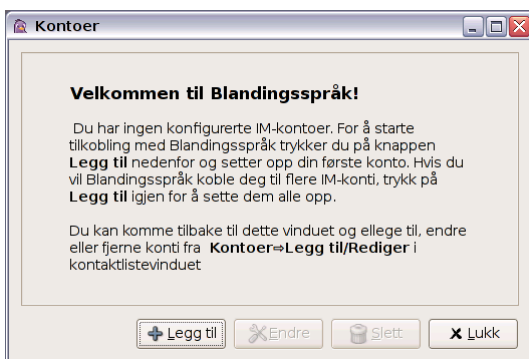 Kontoer
Velkommen til Blandingsspråk!
Du har ingen konfigurerte IM-kontoer. For å starte
tilkobling med Blandingsspråk trykker du på knappen
Legg til nedenfor og setter opp din første konto. Hvis du
vil Blandingsspråk koble deg til flere IM-konti, trykk på
Legg til igjen for å sette dem alle opp.
Du kan komme tilbake til dette vinduet og ellege til, endre
eller fjerne konti fra Kontoer⇨Legg til/Rediger i
kontaktlistevinduet
Legg til Endre Slett Lukk